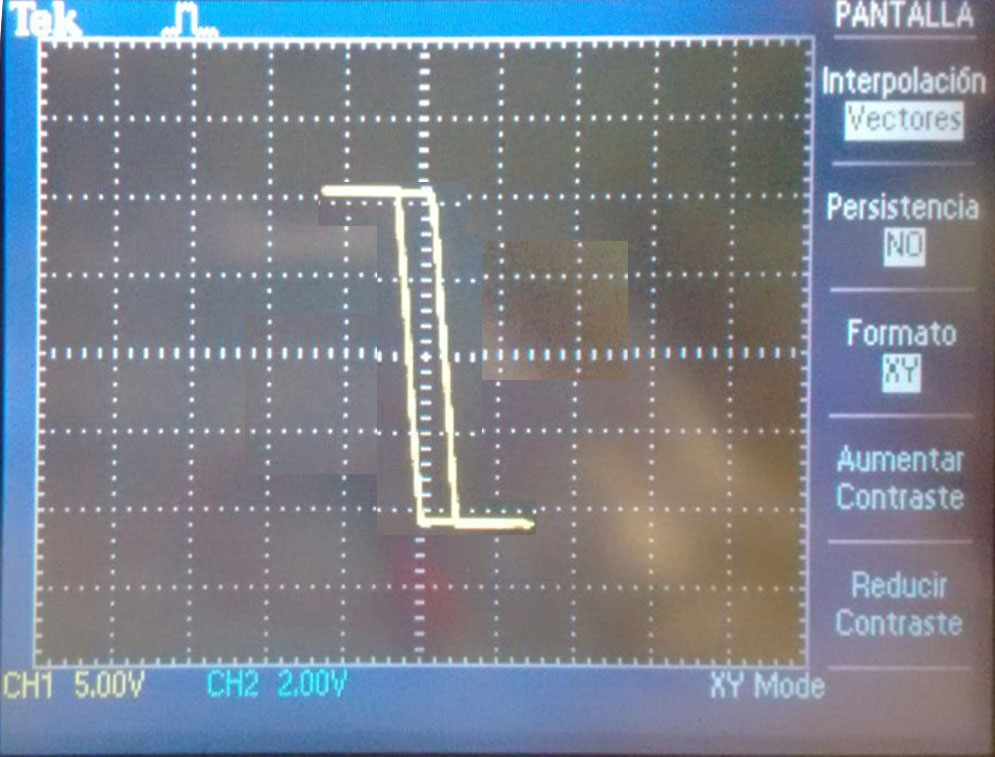 Tek
PANTALLA
Interpolación
Vectores
Persistencia
NO
Formato
XY
Aumentar
Contraste
Reducir
Contraste
CH1 5.00V CH2 2.00V XY Mode